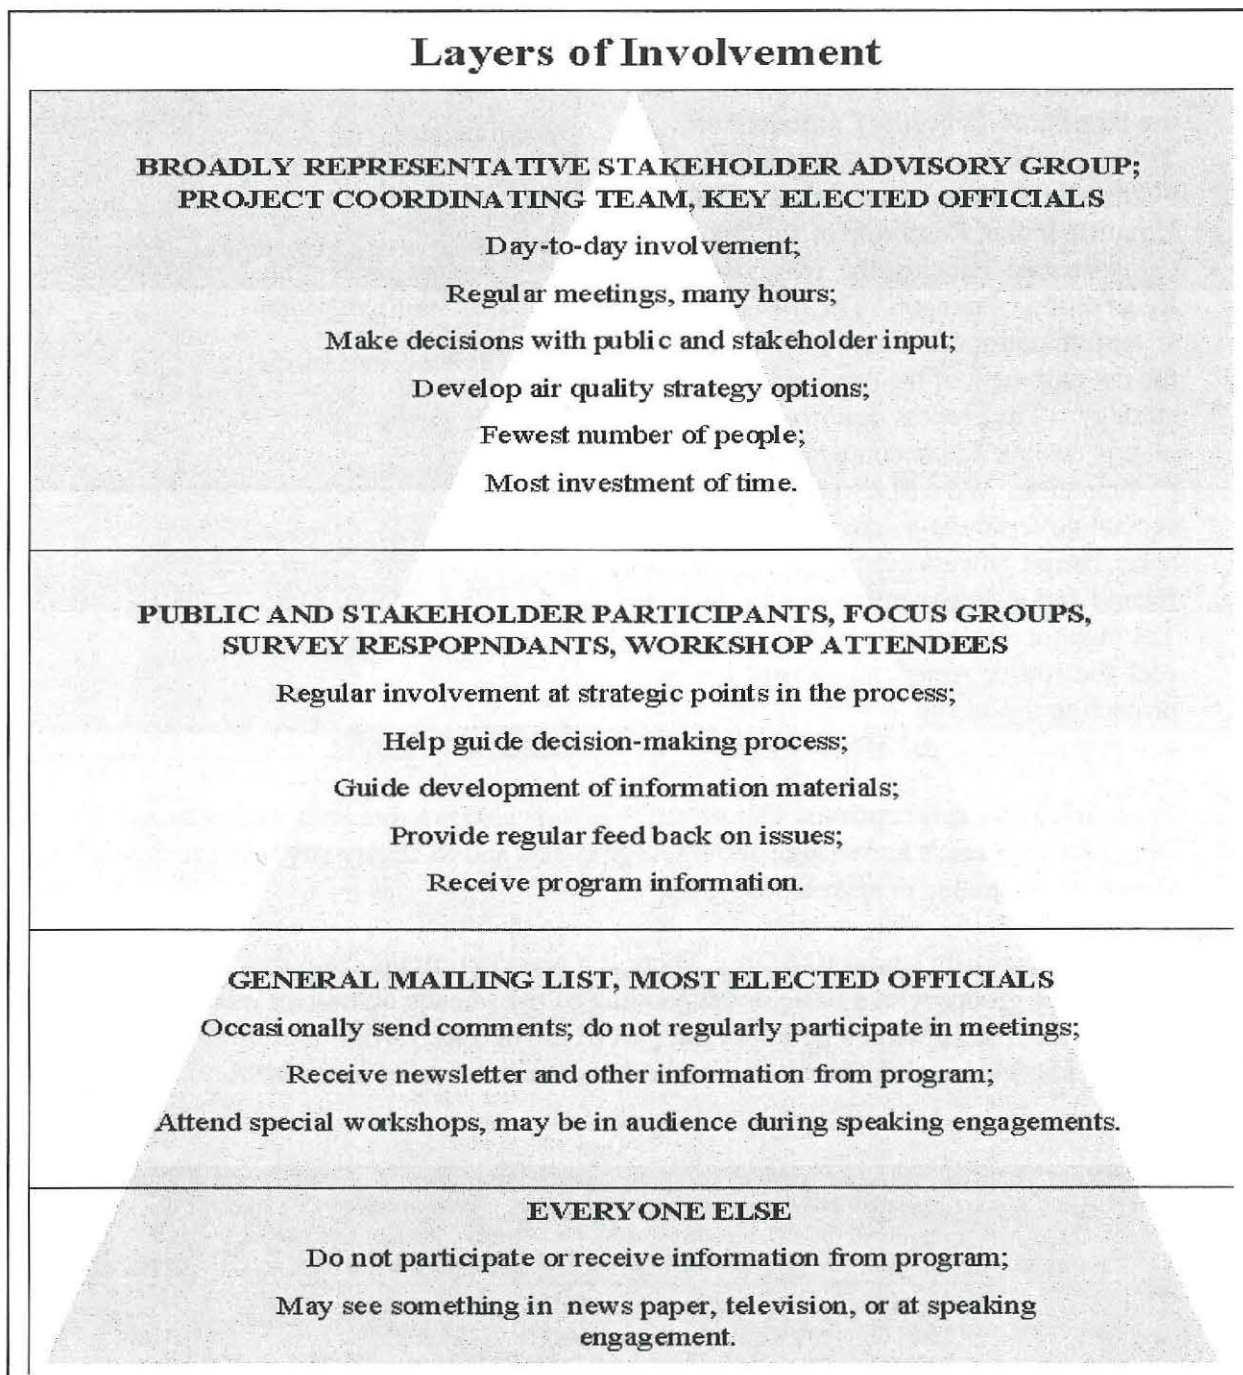 Layers of Involvement
BROADLY REPRESENTATIVE STAKEHOLDER ADVISORY GROUP;
PROJECT COORDINATING TEAM, KEY ELECTED OFFICIALS
Day-to-day involvement;
Regular meetings, many hours;
Make decisions with public and stakeholder input;
Develop air quality strategy options;
Fewest number of people;
Most investment of time.
PUBLIC AND STAKEHOLDER PARTICIPANTS, FOCUS GROUPS,
SURVEY RESPOPNDANTS, WORKSHOP ATTENDEES
Regular involvement at strategic points in the process;
Help guide decision-making process;
Guide development of information materials;
Provide regular feed back on issues;
Receive program information.
GENERAL MAILING LIST, MOST ELECTED OFFICIALS
Occasionally send comments; do not regularly participate in meetings;
Receive newsletter and other information from program;
Attend special workshops, may be in audience during speaking engagements.
EVERYONE ELSE
Do not participate or receive information from program;
May see something in news paper, television, or at speaking
engagement.